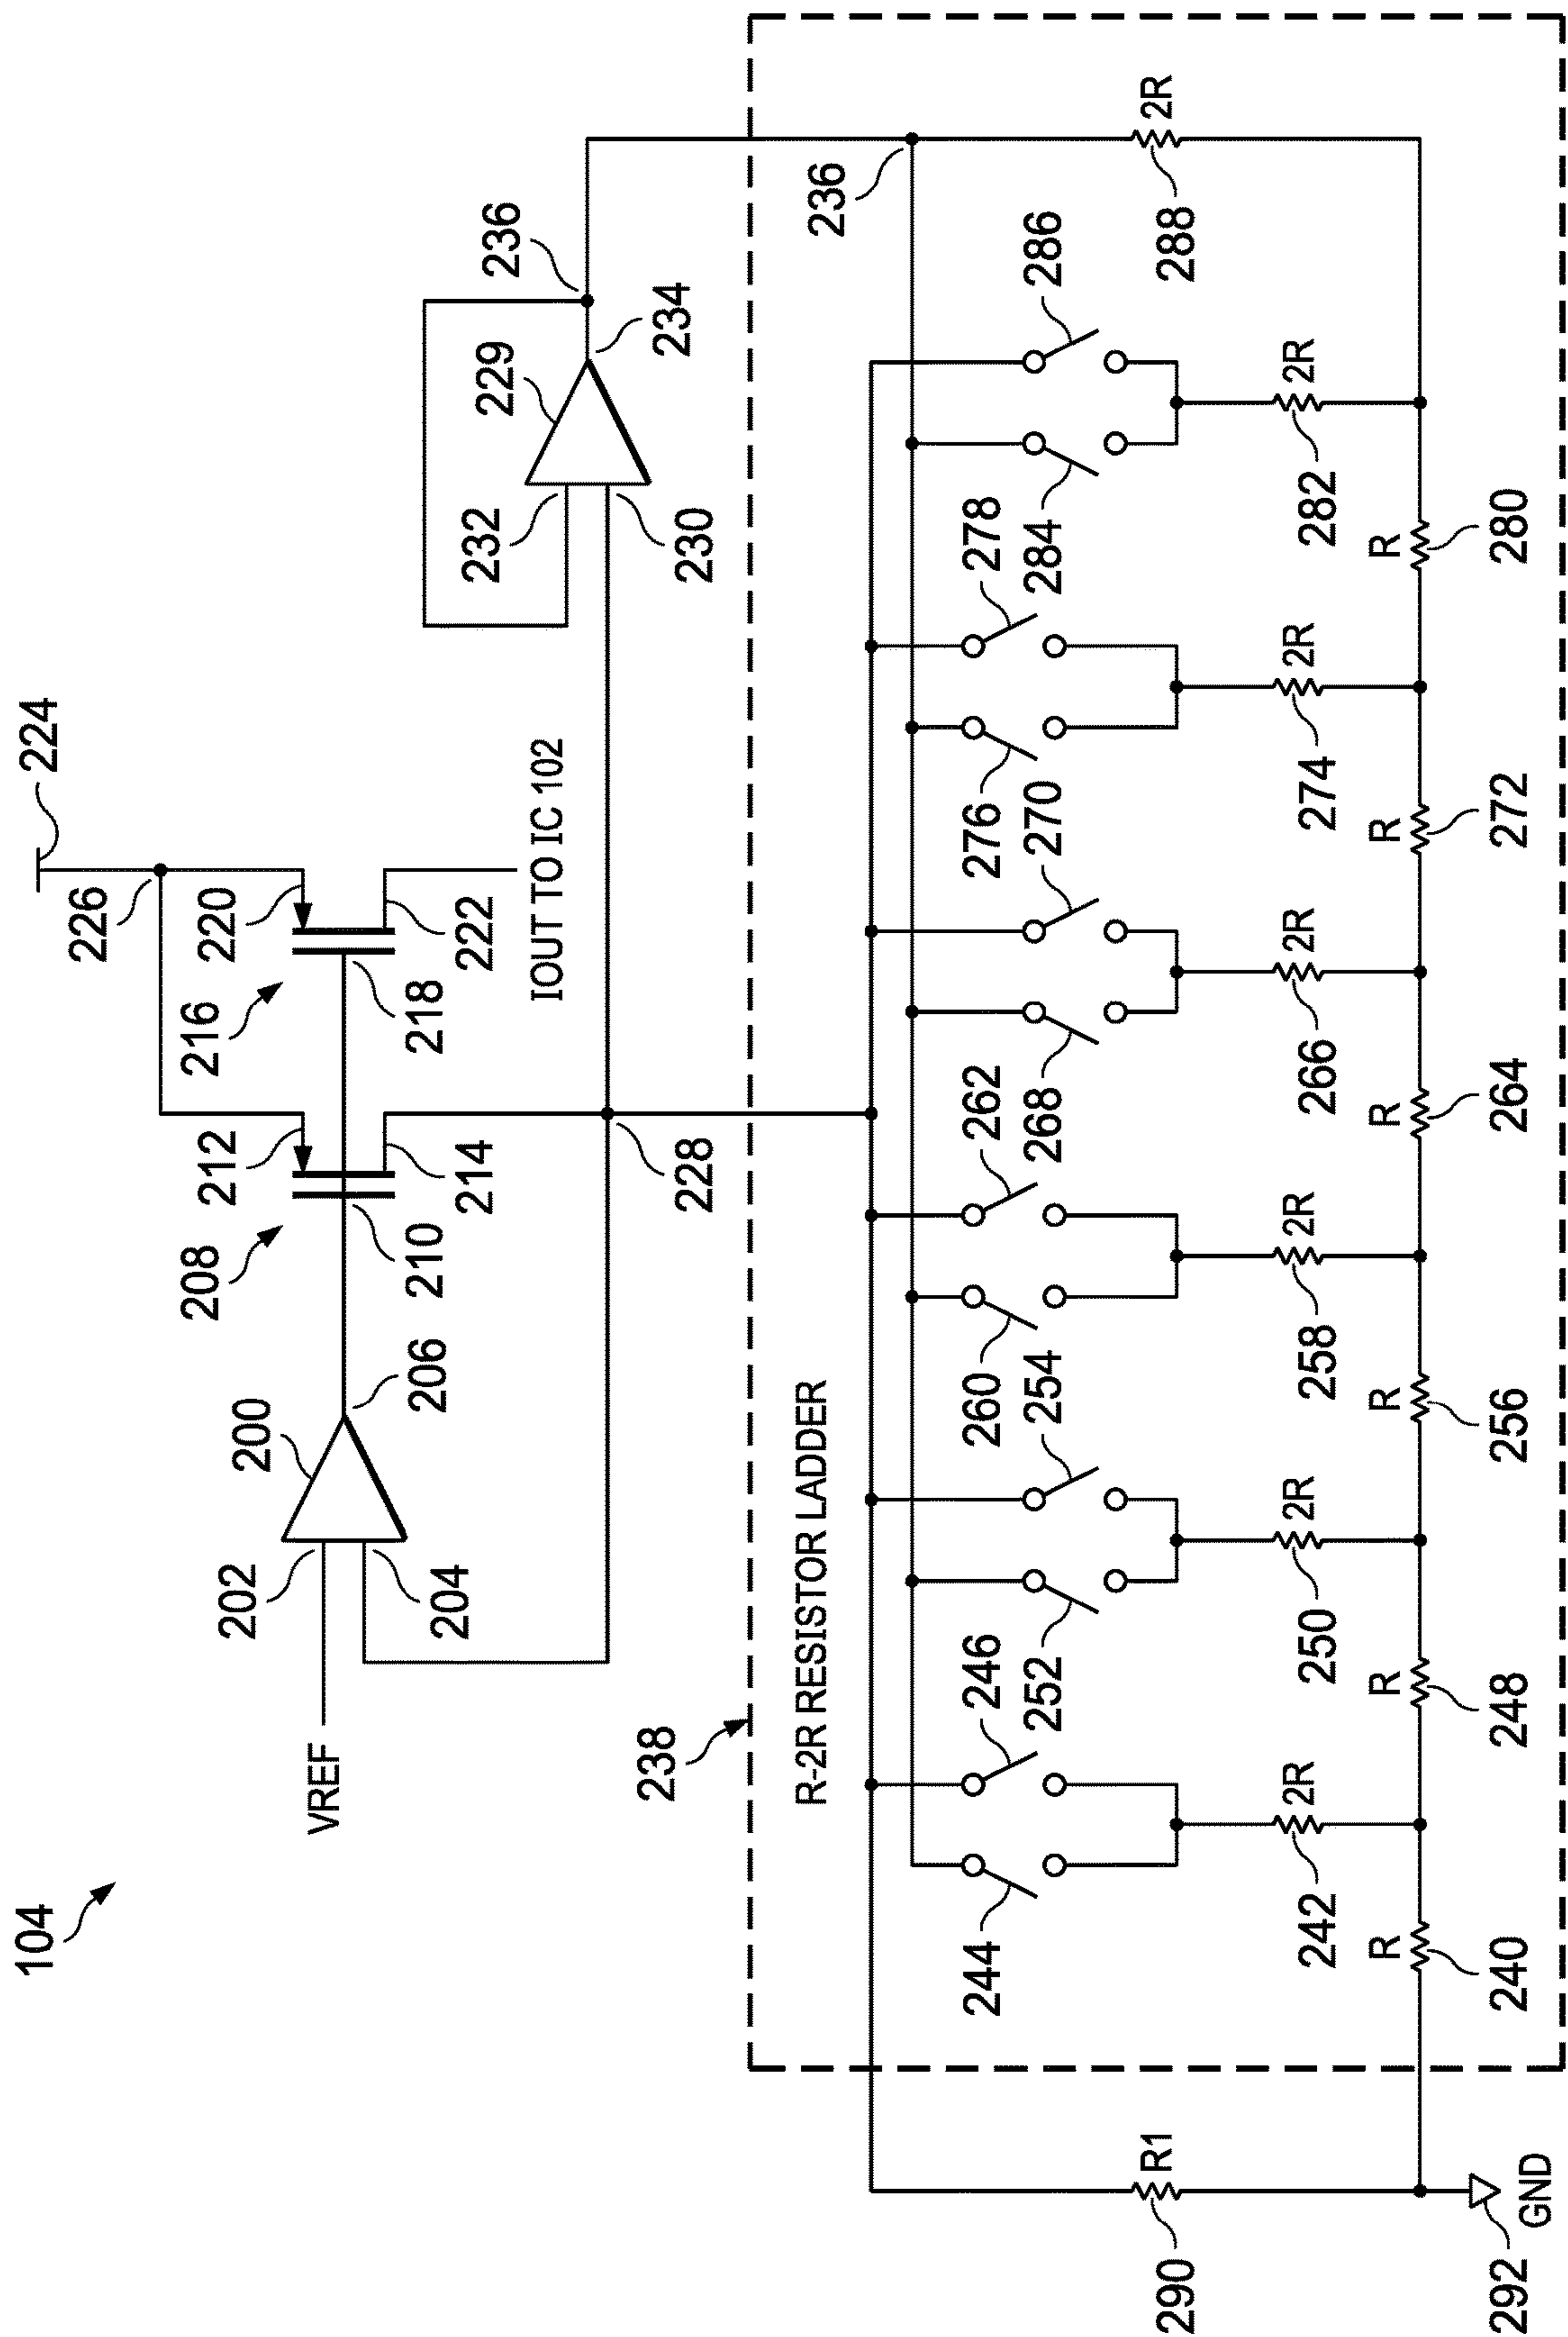 104
VREF
202
204
200
206
208
210
212
214
216
218
220
222
224
226
IOUT TO IC 102
228
229
230
232
234
236
236
238
R-2R RESISTOR LADDER
244
246
252
254
260
262
268
270
276
278
284
286
2R
242
2R
250
2R
258
2R
266
2R
274
2R
282
2R
288
R
240
R
248
R
256
R
264
R
272
R
280
R1
290
292
GND